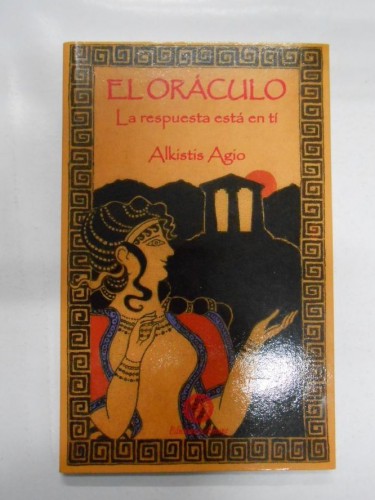 EL ORÁCULO
La respuesta está en tí
Alkistis Agio